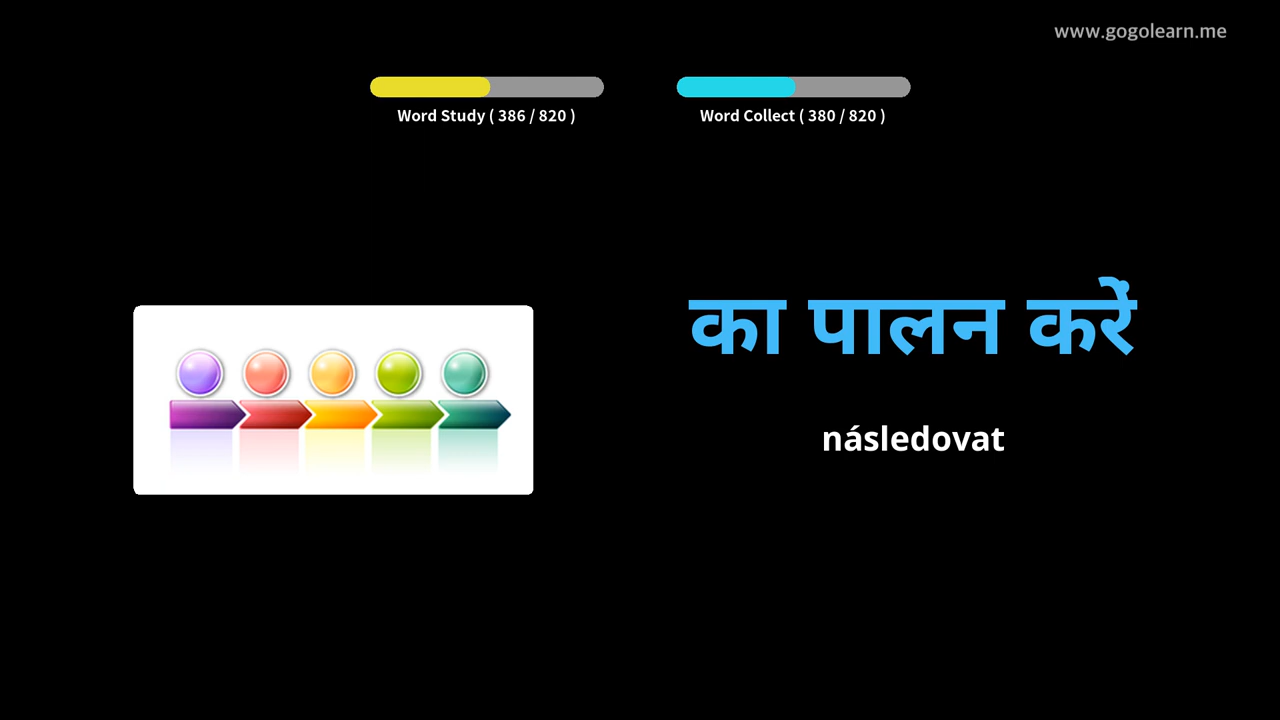 www.gogolearn.me
Word Study ( 386 / 820 )
Word Collect ( 380 / 820 )
का पालन करें
následovat